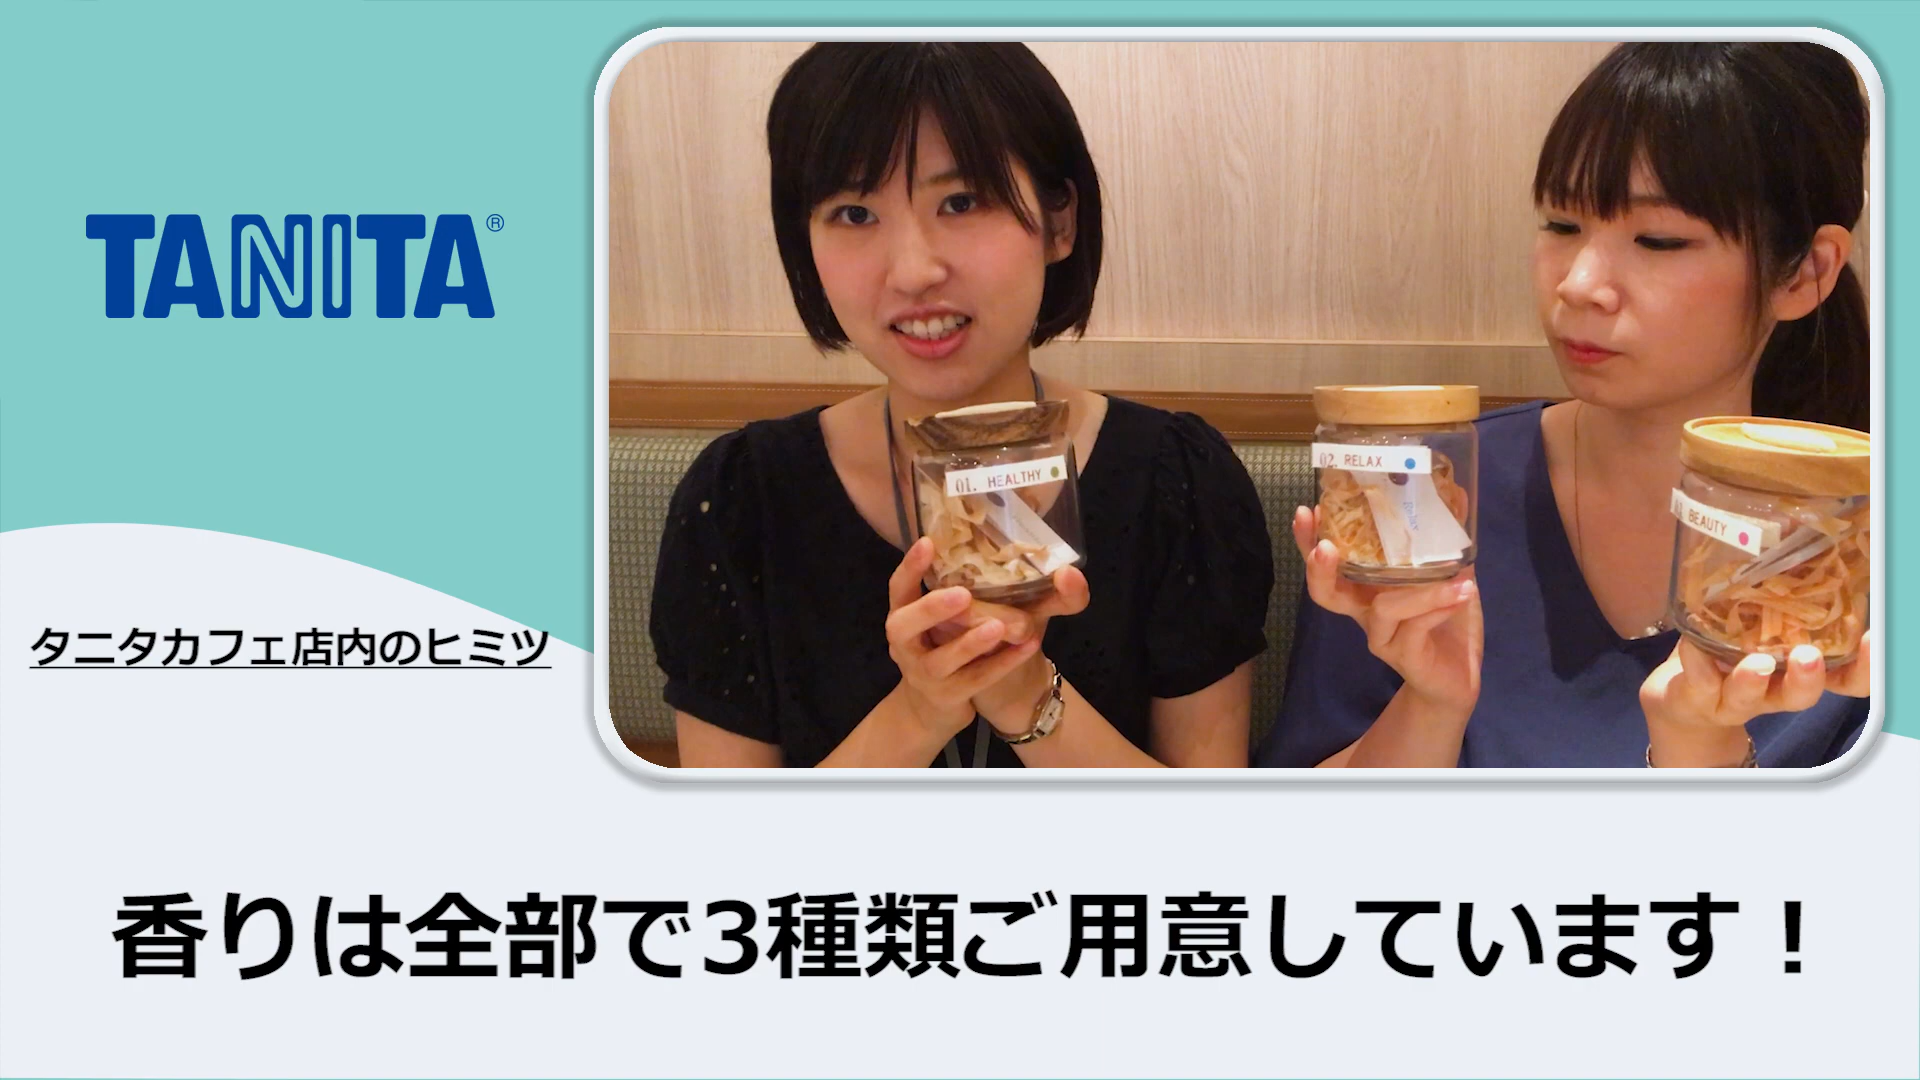 TANITA®
01. HEALTHY
02. RELAX
BEAUTY
タニタカフェ店内のヒミツ
香りは全部で3種類ご用意しています！